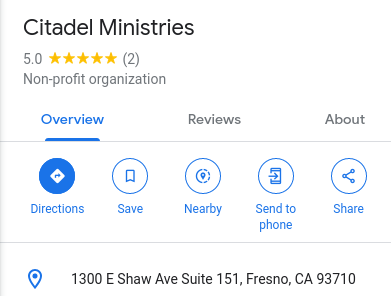 Citadel Ministries
5.0 (2)
Non-profit organization
Overview Reviews About
Directions Save Nearby Send to phone Share
1300 E Shaw Ave Suite 151, Fresno, CA 93710